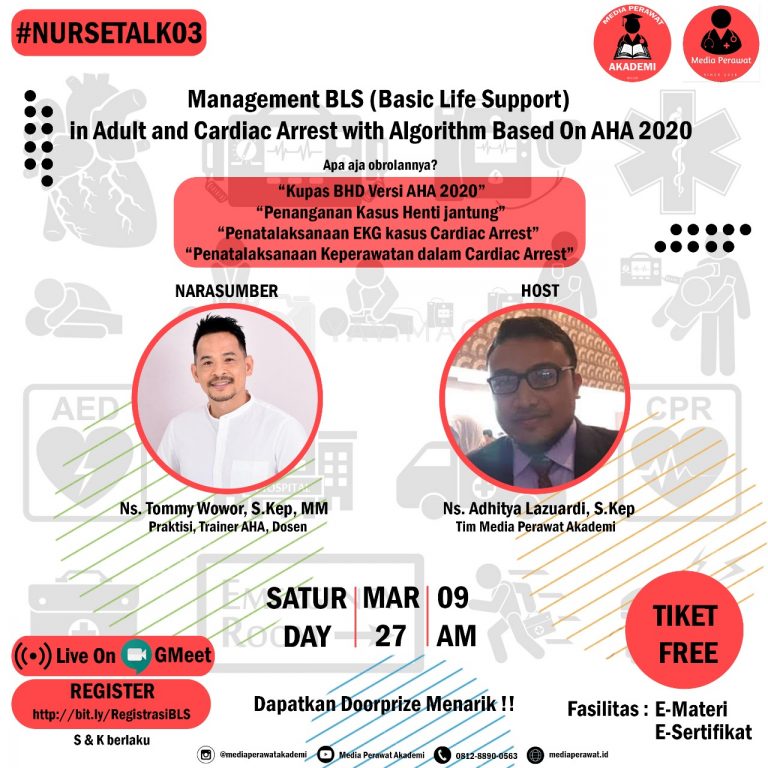 #NURSETALK03
MEDIA PERAWAT
AKADEMI
Media Perawat
Management BLS (Basic Life Support)
in Adult and Cardiac Arrest with Algorithm Based On AHA 2020
Apa aja obrolannya?
“Kupas BHD Versi AHA 2020”
“Penanganan Kasus Henti jantung”
“Penatalaksanaan EKG kasus Cardiac Arrest”
“Penatalaksanaan Keperawatan dalam Cardiac Arrest”
NARASUMBER
HOST
AED
CPR
HOSPITAL
Ns. Tommy Wowor, S.Kep, MM
Praktisi, Trainer AHA, Dosen
Ns. Adhitya Lazuardi, S.Kep
Tim Media Perawat Akademi
SATUR MAR 09
DAY 27 AM
TIKET
FREE
Live On GMeet
REGISTER
http://bit.ly/RegistrasiBLS
S & K berlaku
Dapatkan Doorprize Menarik !!
Fasilitas : E-Materi
E-Sertifikat
@mediaperawatakademi Media Perawat Akademi 0812-8890-0563 mediaperawat.id